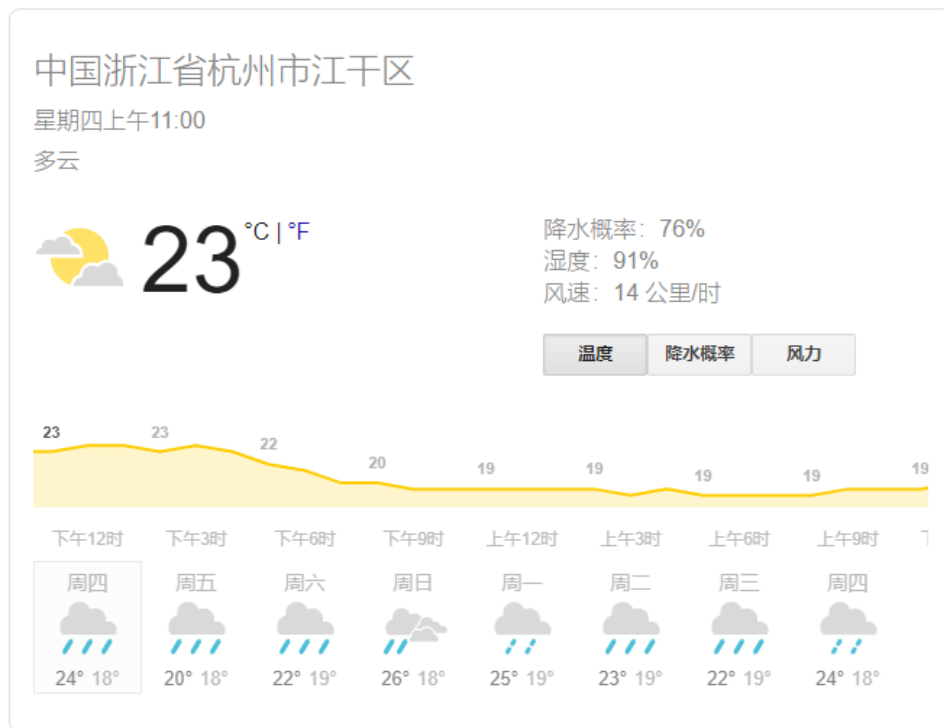 中国浙江省杭州市江干区
星期四上午11:00
多云
23 °C | °F
降水概率：76%
湿度：91%
风速：14 公里/时
温度 降水概率 风力
23 23 22 20 19 19 19 19 19
下午12时 下午3时 下午6时 下午9时 上午12时 上午3时 上午6时 上午9时
周四 周五 周六 周日 周一 周二 周三 周四
24° 18° 20° 18° 22° 19° 26° 18° 25° 19° 23° 19° 22° 19° 24° 18°